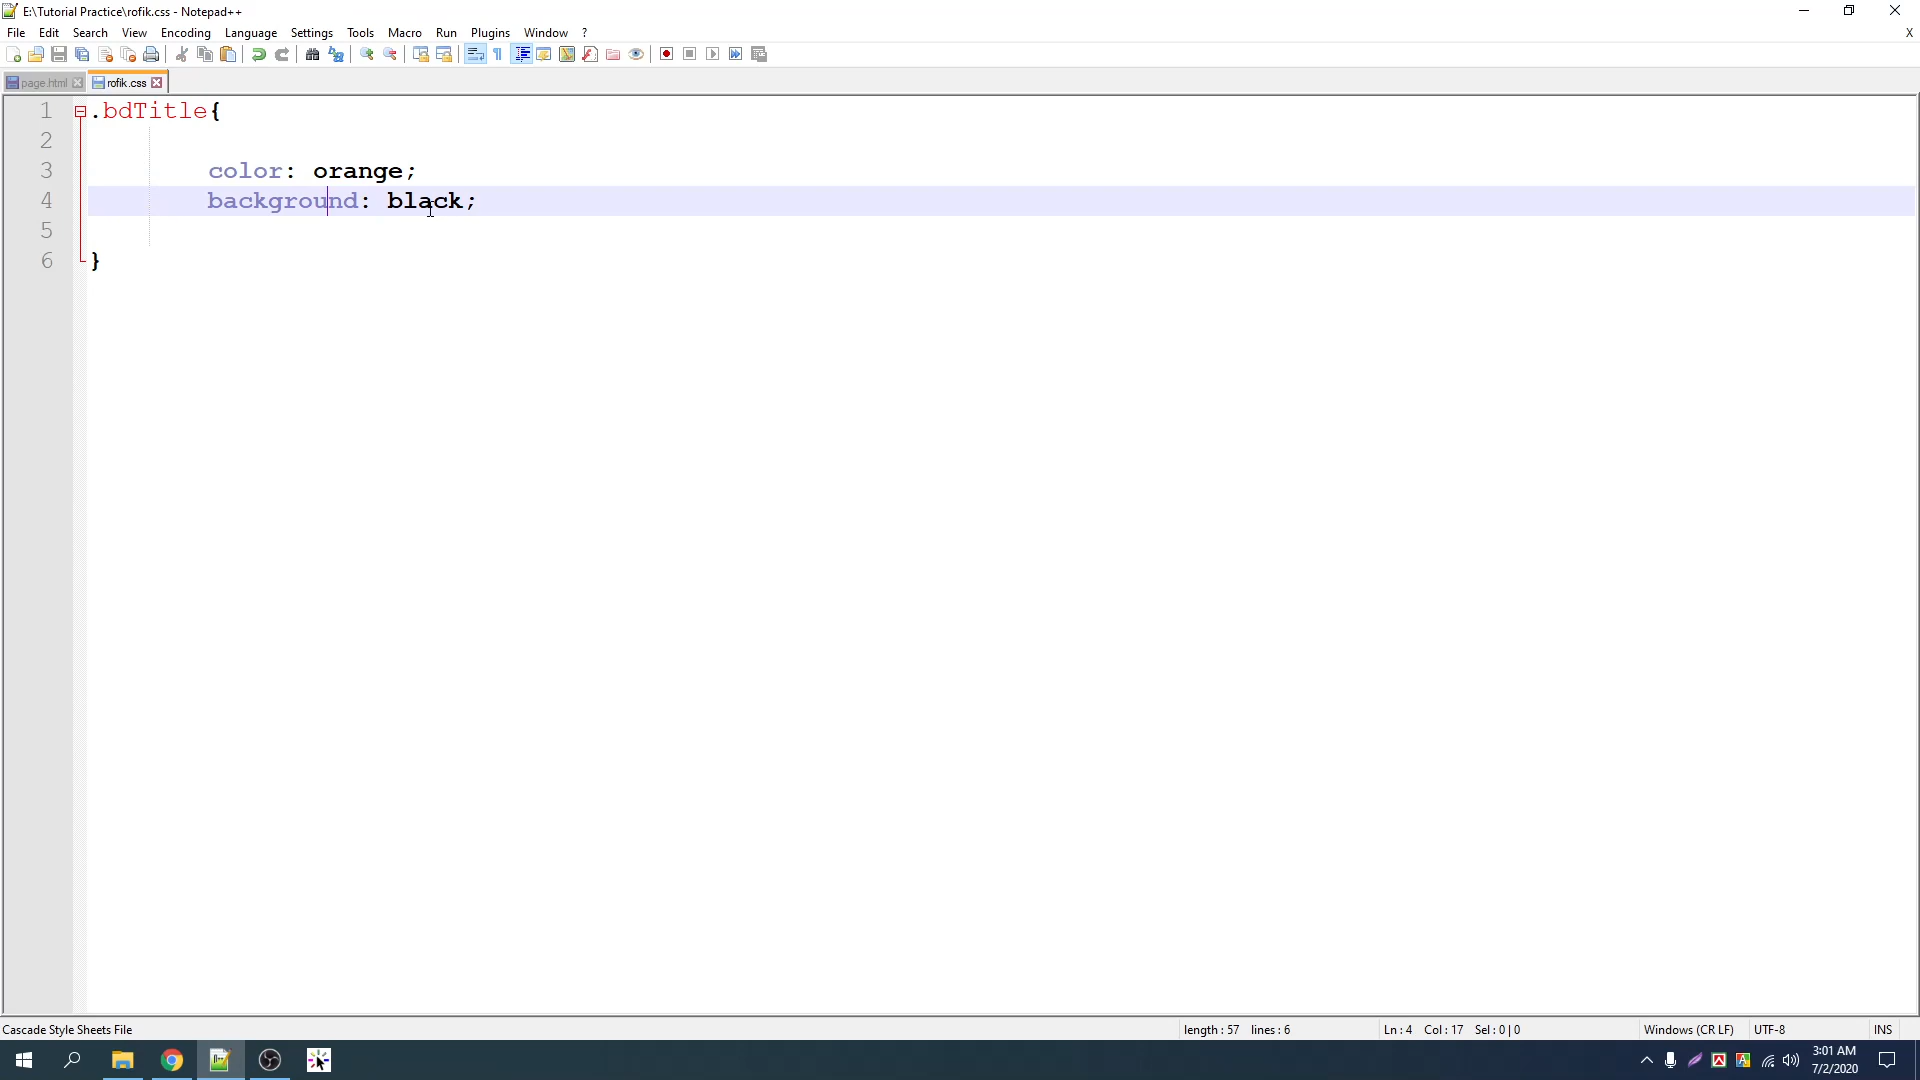 E:\Tutorial Practice\rofik.css - Notepad++
File Edit Search View Encoding Language Settings Tools Macro Run Plugins Window ? X
page.html rofik.css
1 .bdTitle{
2
3 color: orange;
4 background: black;
5
6 }
Cascade Style Sheets File length : 57 lines : 6 Ln : 4 Col : 17 Sel : 0 | 0 Windows (CR LF) UTF-8 INS
3:01 AM
7/2/2020